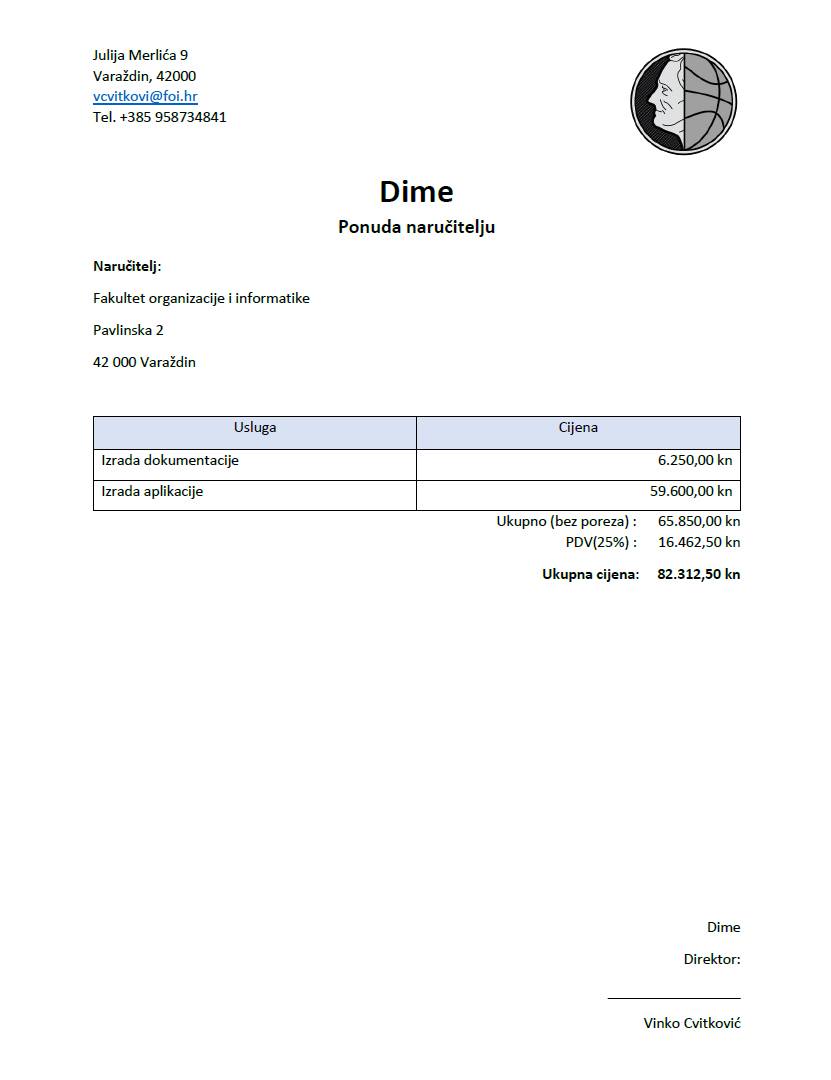 Julija Merlića 9
Varaždin, 42000
vcvitkovi@foi.hr
Tel. +385 958734841
Dime
Ponuda naručitelju
Naručitelj:
Fakultet organizacije i informatike
Pavlinska 2
42 000 Varaždin
Usluga Cijena
Izrada dokumentacije 6.250,00 kn
Izrada aplikacije 59.600,00 kn
Ukupno (bez poreza) : 65.850,00 kn
PDV(25%) : 16.462,50 kn
Ukupna cijena: 82.312,50 kn
Dime
Direktor:
Vinko Cvitković